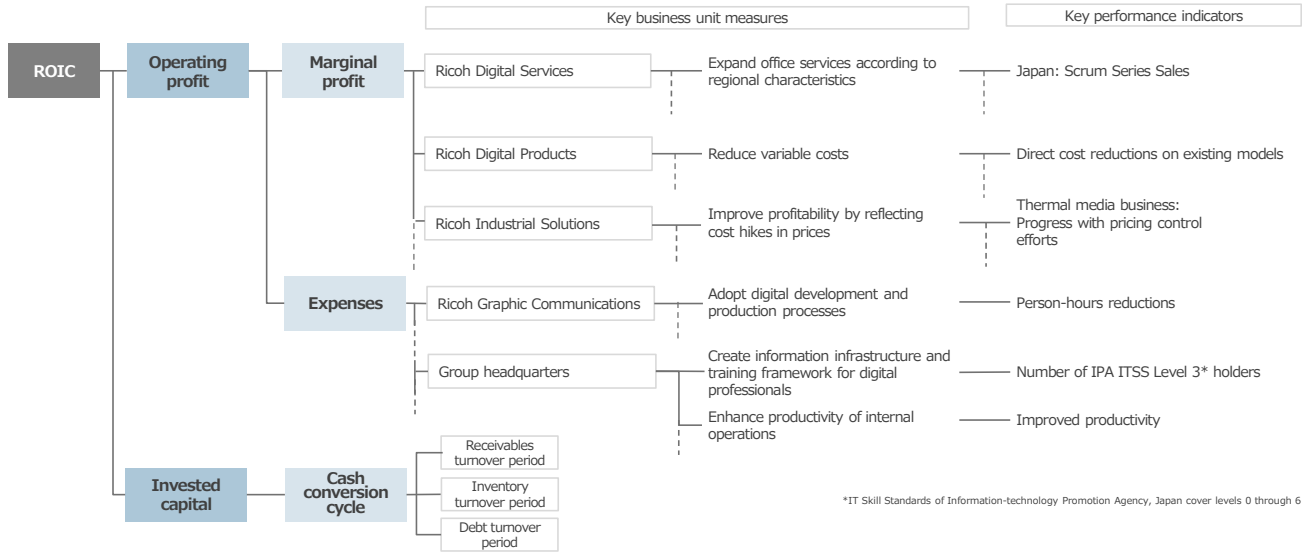 Key business unit measures
Key performance indicators
ROIC
Operating
profit
Marginal
profit
Ricoh Digital Services
Expand office services according to
regional characteristics
Japan: Scrum Series Sales
Ricoh Digital Products
Reduce variable costs
Direct cost reductions on existing models
Ricoh Industrial Solutions
Improve profitability by reflecting
cost hikes in prices
Thermal media business:
Progress with pricing control
efforts
Expenses
Ricoh Graphic Communications
Adopt digital development and
production processes
Person-hours reductions
Group headquarters
Create information infrastructure and
training framework for digital
professionals
Number of IPA ITSS Level 3* holders
Enhance productivity of internal
operations
Improved productivity
Invested
capital
Cash
conversion
cycle
Receivables
turnover period
Inventory
turnover period
Debt turnover
period
*IT Skill Standards of Information-technology Promotion Agency, Japan cover levels 0 through 6